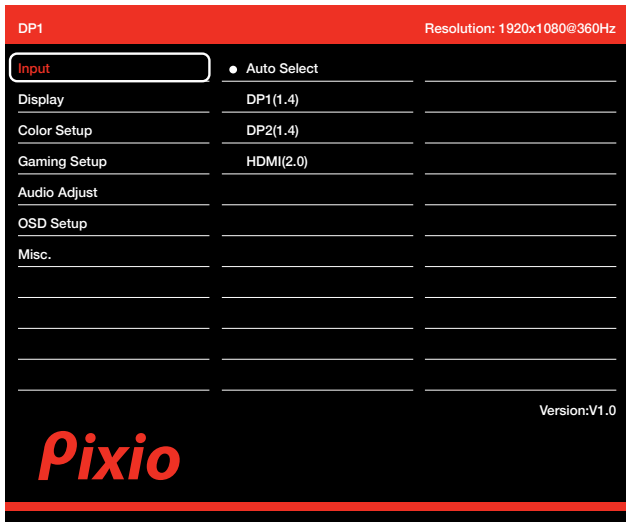 DP1 Resolution: 1920x1080@360Hz
Input Auto Select
Display DP1(1.4)
Color Setup DP2(1.4)
Gaming Setup HDMI(2.0)
Audio Adjust
OSD Setup
Misc.
Version:V1.0
Pixio